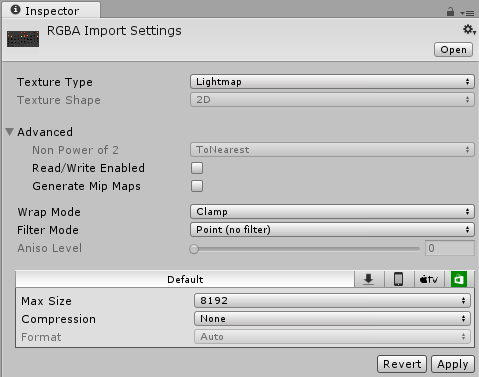 Inspector
RGBA Import Settings
Open
Texture Type Lightmap
Texture Shape 2D
Advanced
Non Power of 2 ToNearest
Read/Write Enabled
Generate Mip Maps
Wrap Mode Clamp
Filter Mode Point (no filter)
Aniso Level 0
Default tv
Max Size 8192
Compression None
Format Auto
Revert Apply